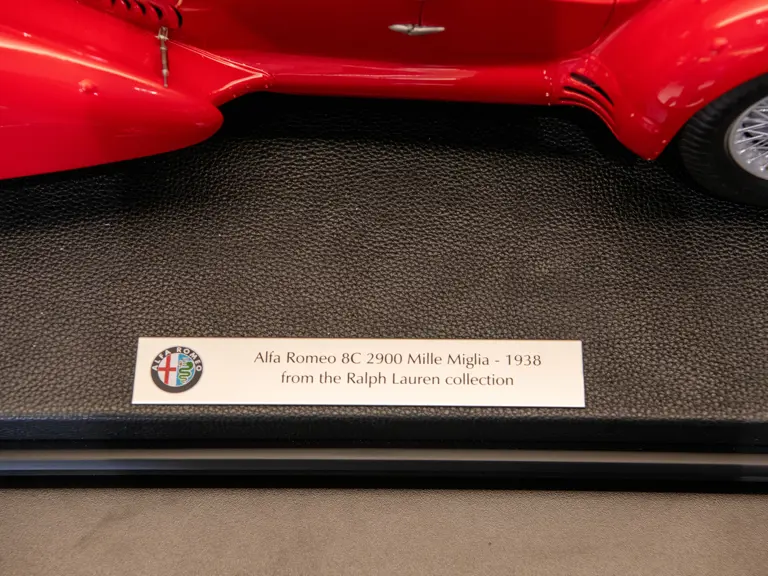 ALFA ROMEO
Alfa Romeo 8C 2900 Mille Miglia - 1938
from the Ralph Lauren collection